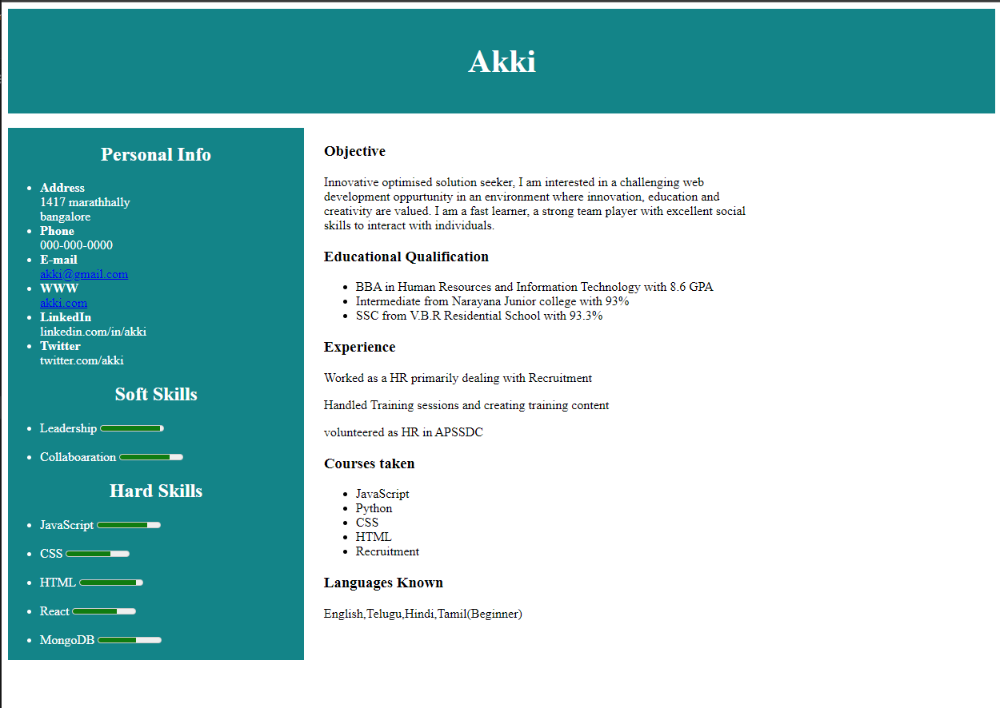 Akki
Personal Info
Address
1417 marathhally
bangalore
Phone
000-000-0000
E-mail
akki@gmail.com
WWW
akki.com
LinkedIn
linkedin.com/in/akki
Twitter
twitter.com/akki
Soft Skills
Leadership
Collaboaration
Hard Skills
JavaScript
CSS
HTML
React
MongoDB
Objective
Innovative optimised solution seeker, I am interested in a challenging web
development oppurtunity in an environment where innovation, education and
creativity are valued. I am a fast learner, a strong team player with excellent social
skills to interact with individuals.
Educational Qualification
BBA in Human Resources and Information Technology with 8.6 GPA
Intermediate from Narayana Junior college with 93%
SSC from V.B.R Residential School with 93.3%
Experience
Worked as a HR primarily dealing with Recruitment
Handled Training sessions and creating training content
volunteered as HR in APSSDC
Courses taken
JavaScript
Python
CSS
HTML
Recruitment
Languages Known
English,Telugu,Hindi,Tamil(Beginner)